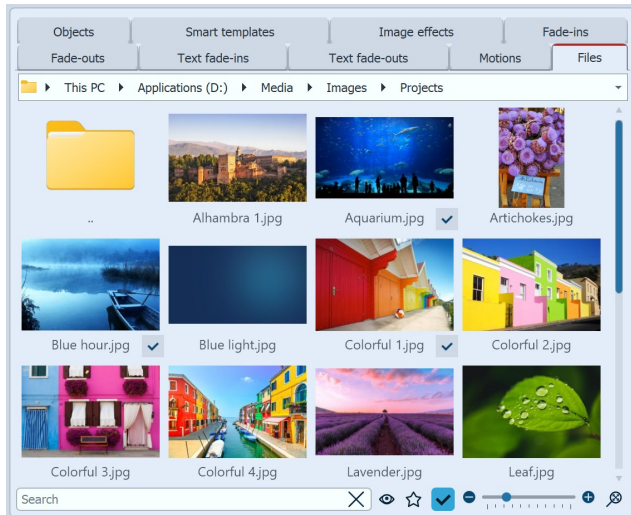 Objects Smart templates Image effects Fade-ins
Fade-outs Text fade-ins Text fade-outs Motions Files
This PC Applications (D:) Media Images Projects
.. Alhambra 1.jpg Aquarium.jpg Artichokes.jpg
Blue hour.jpg Blue light.jpg Colorful 1.jpg Colorful 2.jpg
Colorful 3.jpg Colorful 4.jpg Lavender.jpg Leaf.jpg
Search